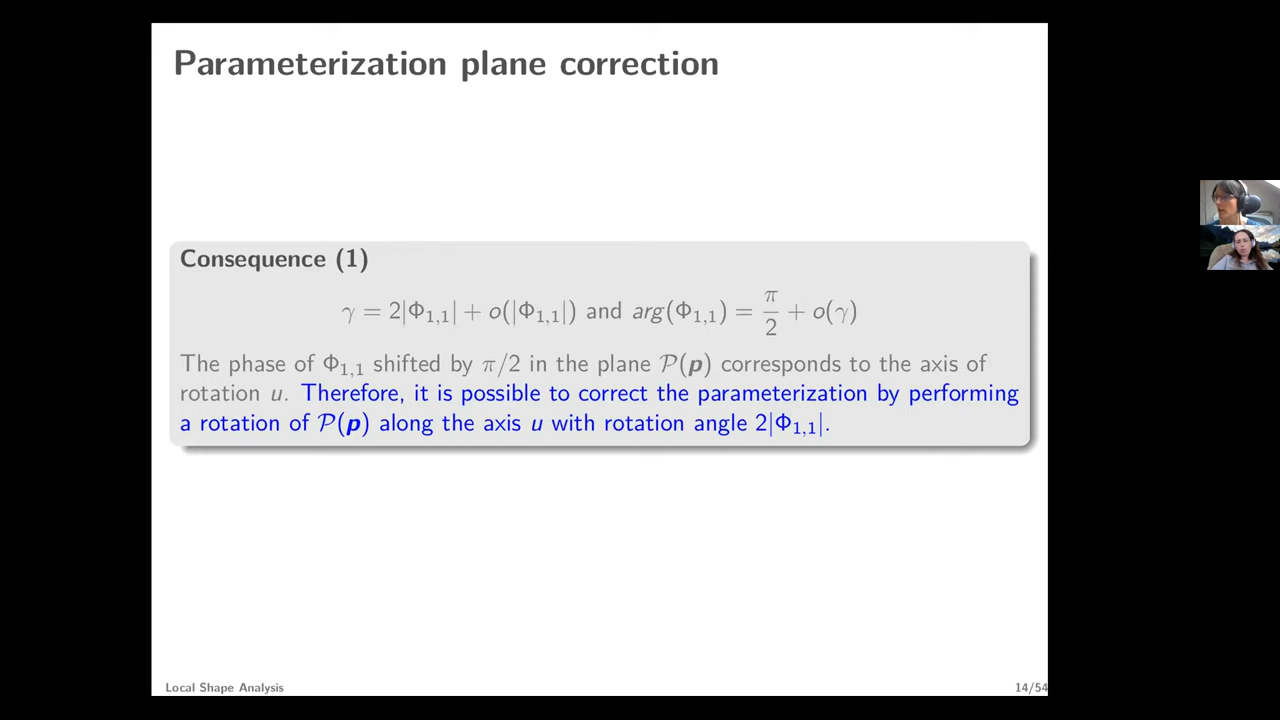 Parameterization plane correction
Consequence (1)
γ = 2|Φ₁,₁| + o(|Φ₁,₁|) and arg(Φ₁,₁) = π/2 + o(γ)
The phase of Φ₁,₁ shifted by π/2 in the plane 𝒫(p) corresponds to the axis of
rotation u. Therefore, it is possible to correct the parameterization by performing
a rotation of 𝒫(p) along the axis u with rotation angle 2|Φ₁,₁|.
Local Shape Analysis
14/54